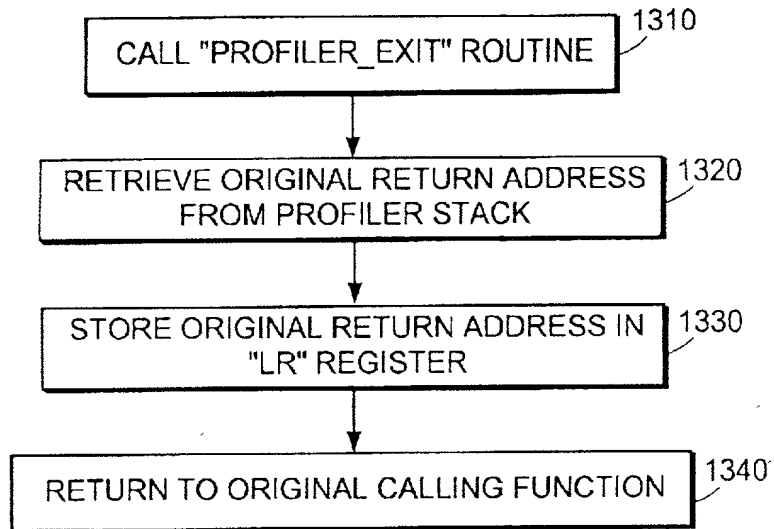 1310
CALL "PROFILER_EXIT" ROUTINE
1320
RETRIEVE ORIGINAL RETURN ADDRESS
FROM PROFILER STACK
1330
STORE ORIGINAL RETURN ADDRESS IN
"LR" REGISTER
1340
RETURN TO ORIGINAL CALLING FUNCTION